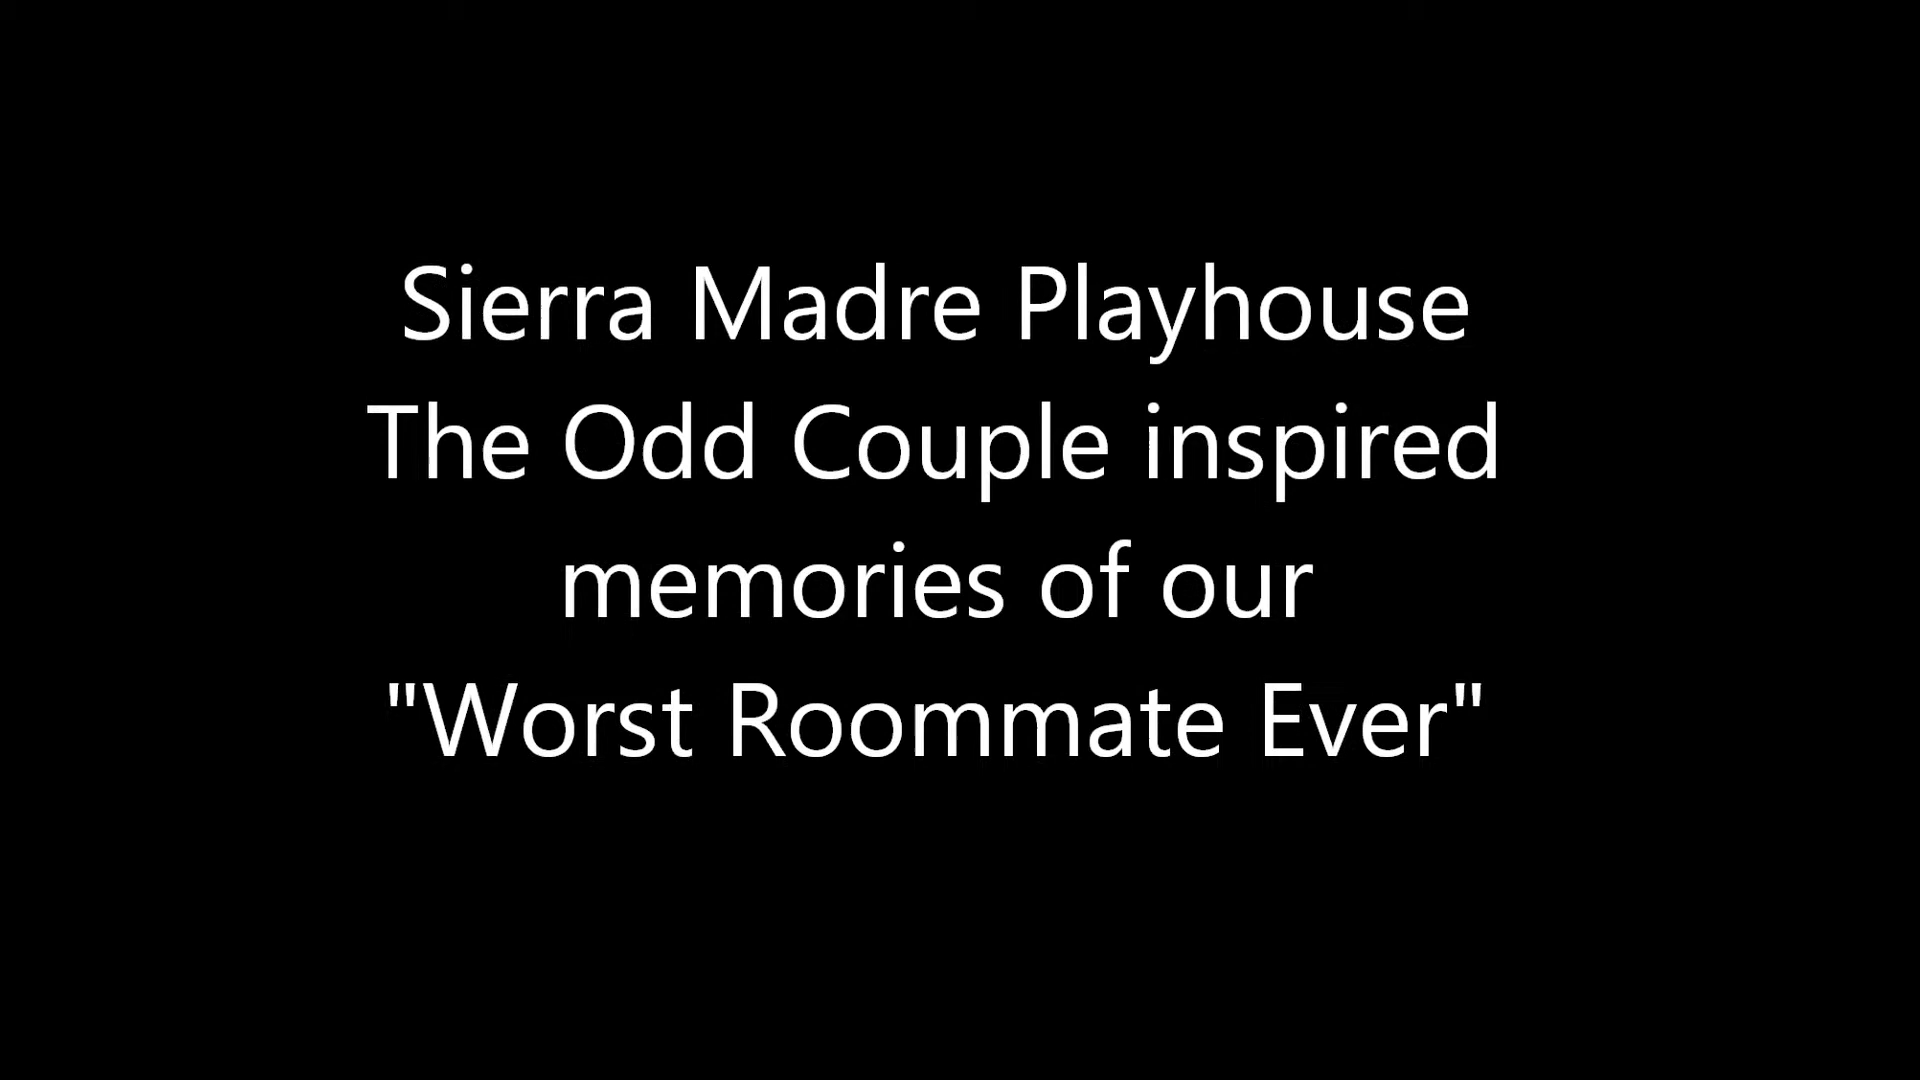 Sierra Madre Playhouse
The Odd Couple inspired
memories of our
"Worst Roommate Ever"